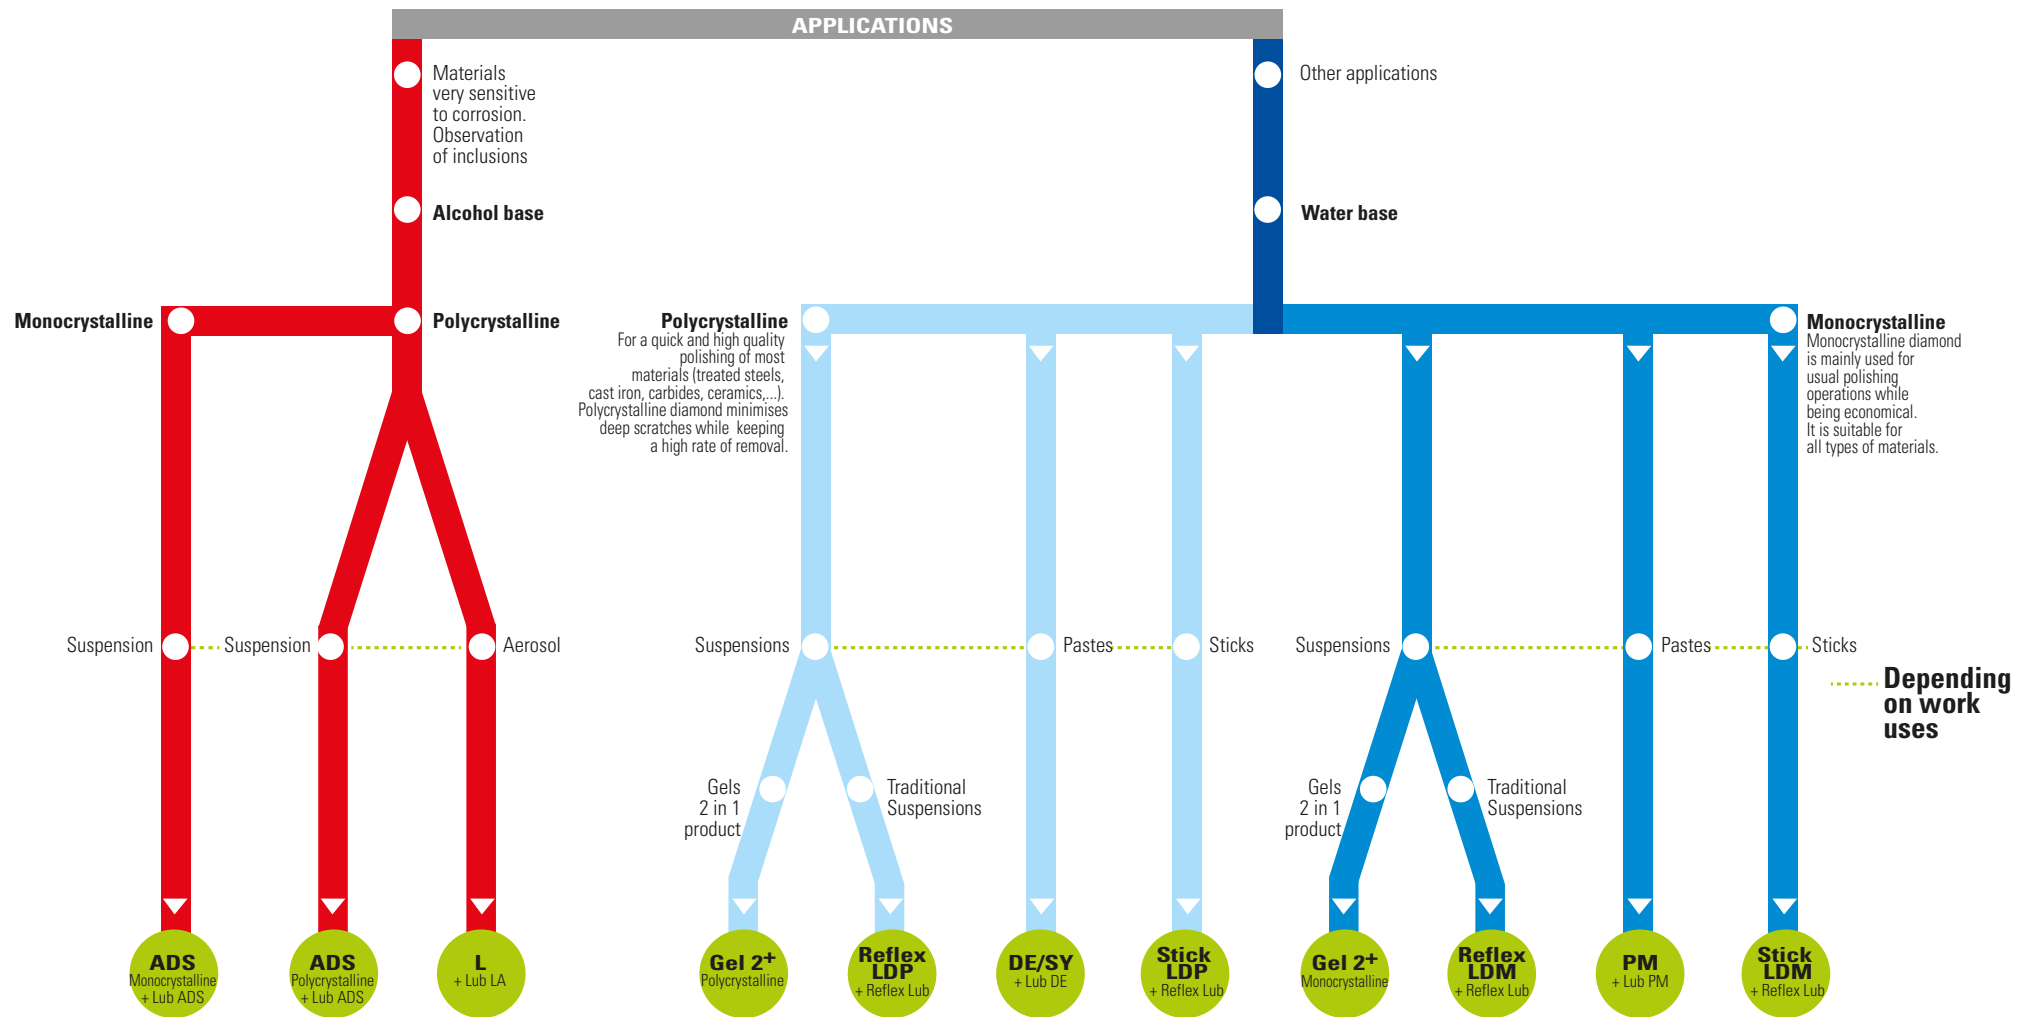 APPLICATIONS
Materials
very sensitive
to corrosion.
Observation
of inclusions
Other applications
Alcohol base
Water base
Monocrystalline
Polycrystalline
Polycrystalline
For a quick and high quality
polishing of most
materials (treated steels,
cast iron, carbides, ceramics,...).
Polycrystalline diamond minimises
deep scratches while keeping
a high rate of removal.
Monocrystalline
Monocrystalline diamond
is mainly used for
usual polishing
operations while
being economical.
It is suitable for
all types of materials.
Suspension
Suspension
Aerosol
Suspensions
Pastes
Sticks
Suspensions
Pastes
Sticks
Depending
on work
uses
Gels
2 in 1
product
Traditional
Suspensions
Gels
2 in 1
product
Traditional
Suspensions
ADS
Monocrystalline
+ Lub ADS
ADS
Polycrystalline
+ Lub ADS
L
+ Lub LA
Gel 2+
Polycrystalline
Reflex
LDP
+ Reflex Lub
DE/SY
+ Lub DE
Stick
LDP
+ Reflex Lub
Gel 2+
Monocrystalline
Reflex
LDM
+ Reflex Lub
PM
+ Lub PM
Stick
LDM
+ Reflex Lub